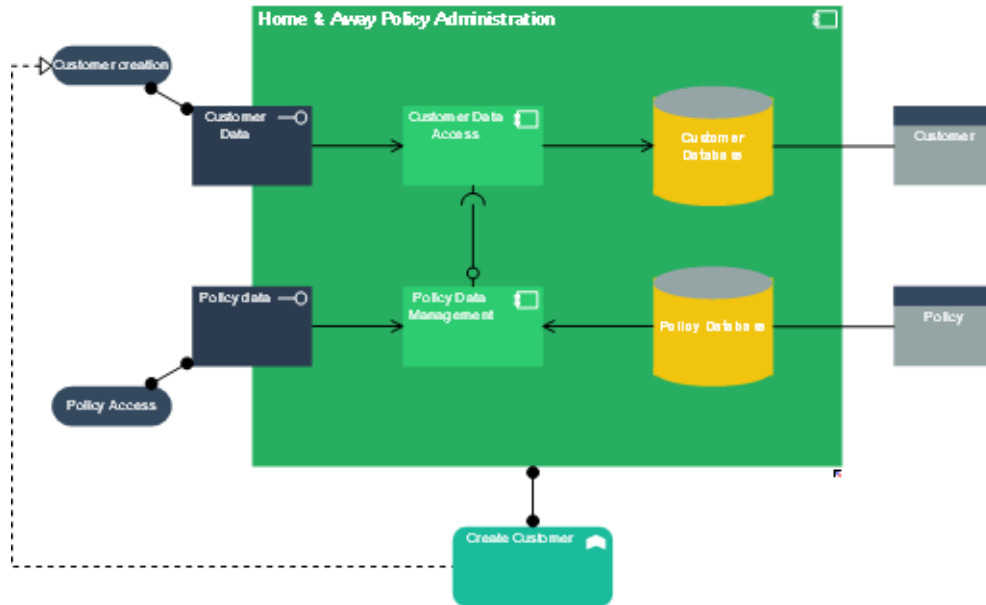 Home & Away Policy Administration
Customer creation
Customer
Data
Customer Data
Access
Customer
Database
Customer
Policy data
Policy Data
Management
Policy Database
Policy
Policy Access
Create Customer